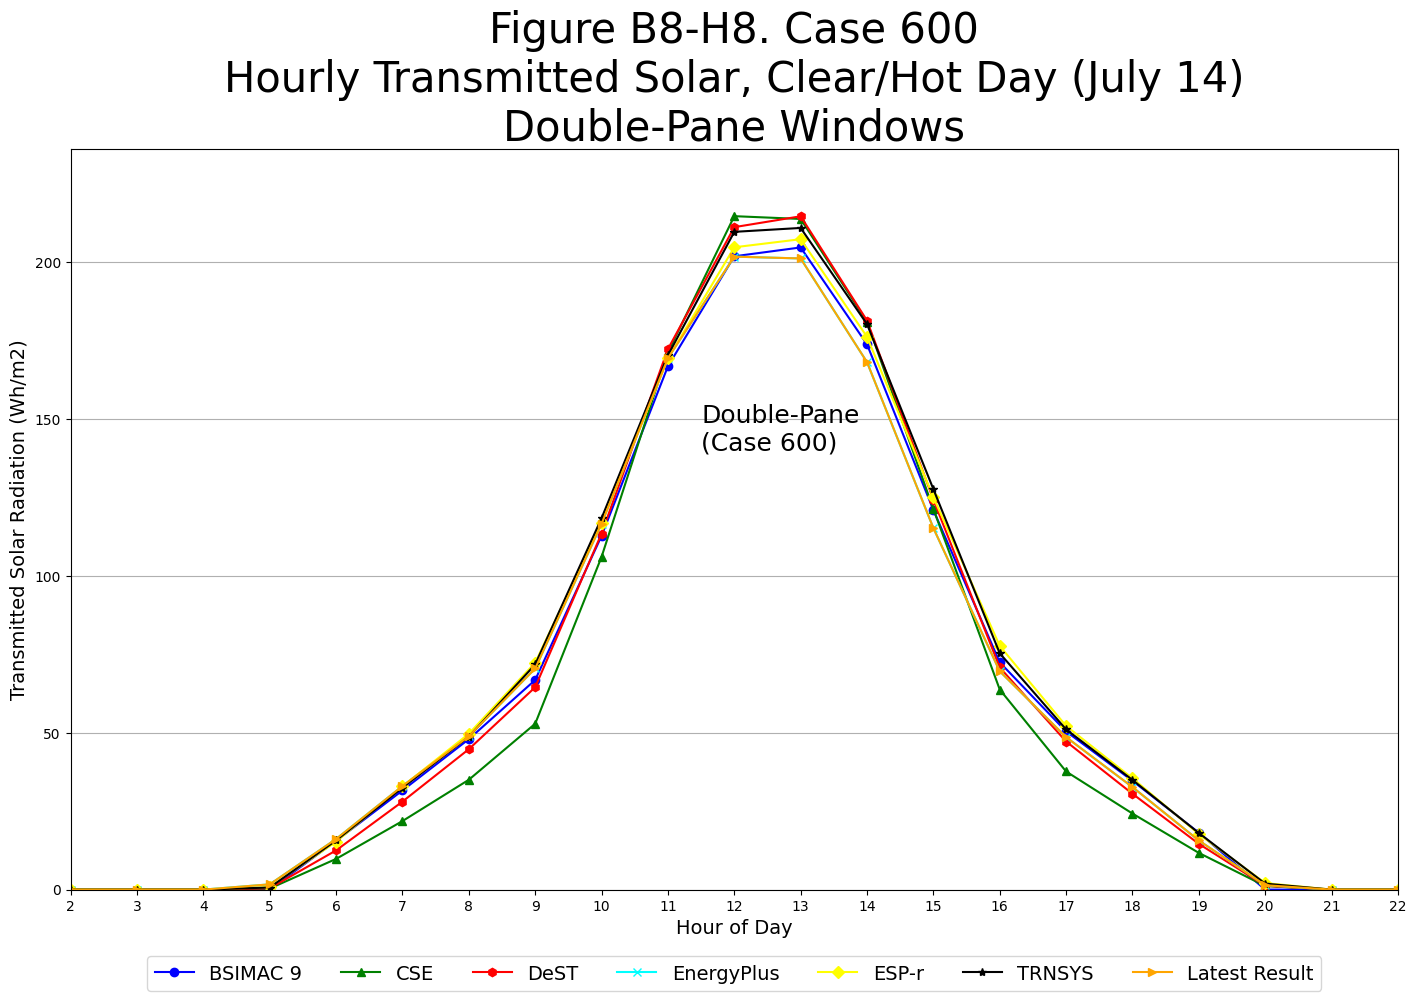 Figure B8-H8. Case 600
Hourly Transmitted Solar, Clear/Hot Day (July 14)
Double-Pane Windows
Transmitted Solar Radiation (Wh/m2)
200
150
100
50
0
Double-Pane
(Case 600)
2 3 4 5 6 7 8 9 10 11 12 13 14 15 16 17 18 19 20 21 22
Hour of Day
BSIMAC 9 CSE DeST EnergyPlus ESP-r TRNSYS Latest Result